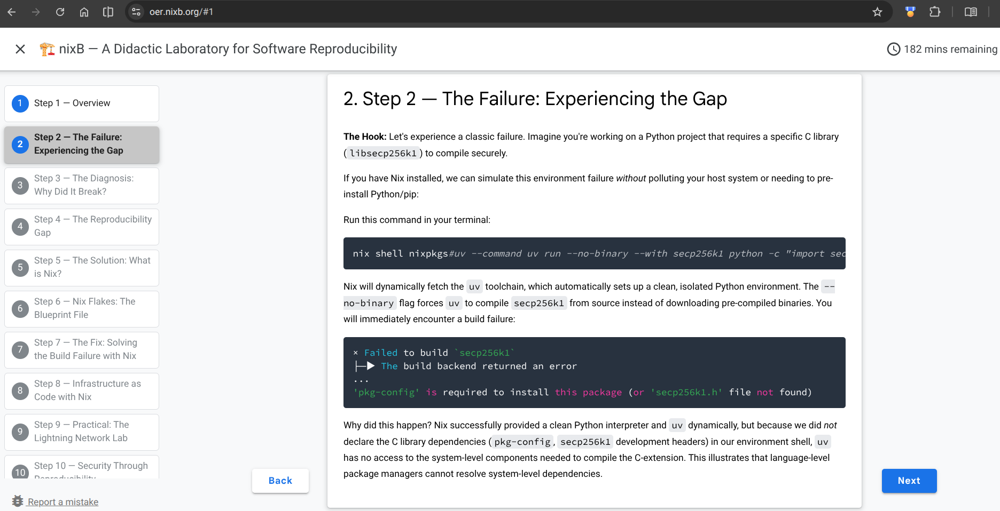 oer.nixb.org/#1
nixB — A Didactic Laboratory for Software Reproducibility
182 mins remaining
1 Step 1 — Overview
2 Step 2 — The Failure:
Experiencing the Gap
3 Step 3 — The Diagnosis:
Why Did It Break?
4 Step 4 — The Reproducibility
Gap
5 Step 5 — The Solution: What
is Nix?
6 Step 6 — Nix Flakes: The
Blueprint File
7 Step 7 — The Fix: Solving
the Build Failure with Nix
8 Step 8 — Infrastructure as
Code with Nix
9 Step 9 — Practical: The
Lightning Network Lab
10 Step 10 — Security Through
Reproducibility
Report a mistake
2. Step 2 — The Failure: Experiencing the Gap
The Hook: Let's experience a classic failure. Imagine you're working on a Python project that requires a specific C library
(libsecp256k1) to compile securely.
If you have Nix installed, we can simulate this environment failure without polluting your host system or needing to pre-
install Python/pip:
Run this command in your terminal:
nix shell nixpkgs#uv --command uv run --no-binary --with secp256k1 python -c "import sec
Nix will dynamically fetch the uv toolchain, which automatically sets up a clean, isolated Python environment. The --
no-binary flag forces uv to compile secp256k1 from source instead of downloading pre-compiled binaries. You
will immediately encounter a build failure:
× Failed to build `secp256k1`
├─▶ The build backend returned an error
...
'pkg-config' is required to install this package (or 'secp256k1.h' file not found)
Why did this happen? Nix successfully provided a clean Python interpreter and uv dynamically, but because we did not
declare the C library dependencies (pkg-config, secp256k1 development headers) in our environment shell, uv
has no access to the system-level components needed to compile the C-extension. This illustrates that language-level
package managers cannot resolve system-level dependencies.
Back
Next